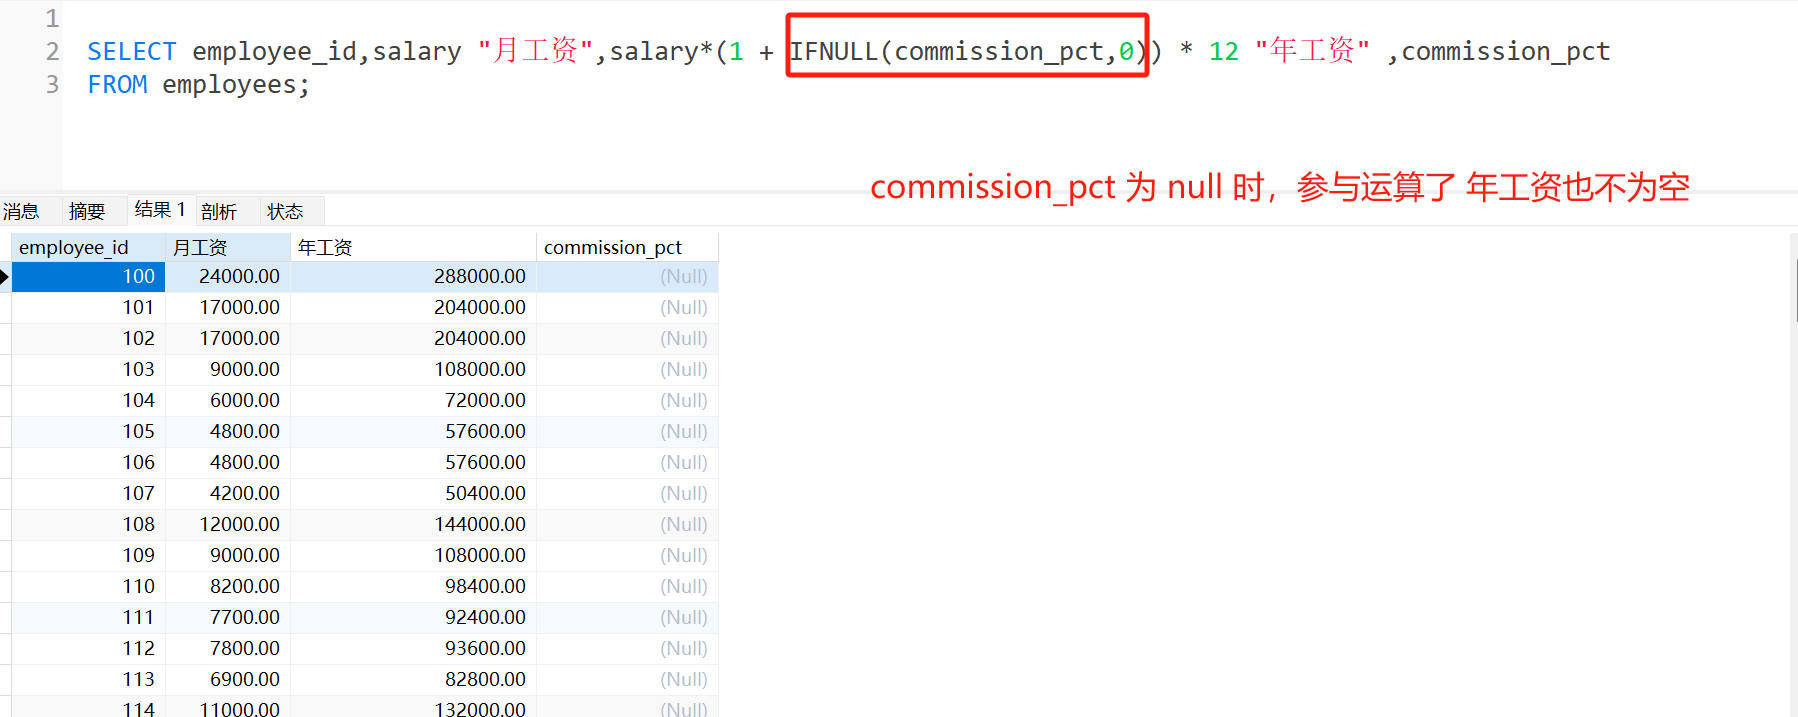 1
2 SELECT employee_id,salary "月工资",salary*(1 + IFNULL(commission_pct,0)) * 12 "年工资" ,commission_pct
3 FROM employees;
commission_pct 为 null 时，参与运算了 年工资也不为空
消息 摘要 结果 1 剖析 状态
employee_id 月工资 年工资 commission_pct
100 24000.00 288000.00 (Null)
101 17000.00 204000.00 (Null)
102 17000.00 204000.00 (Null)
103 9000.00 108000.00 (Null)
104 6000.00 72000.00 (Null)
105 4800.00 57600.00 (Null)
106 4800.00 57600.00 (Null)
107 4200.00 50400.00 (Null)
108 12000.00 144000.00 (Null)
109 9000.00 108000.00 (Null)
110 8200.00 98400.00 (Null)
111 7700.00 92400.00 (Null)
112 7800.00 93600.00 (Null)
113 6900.00 82800.00 (Null)
114 11000.00 132000.00 (Null)